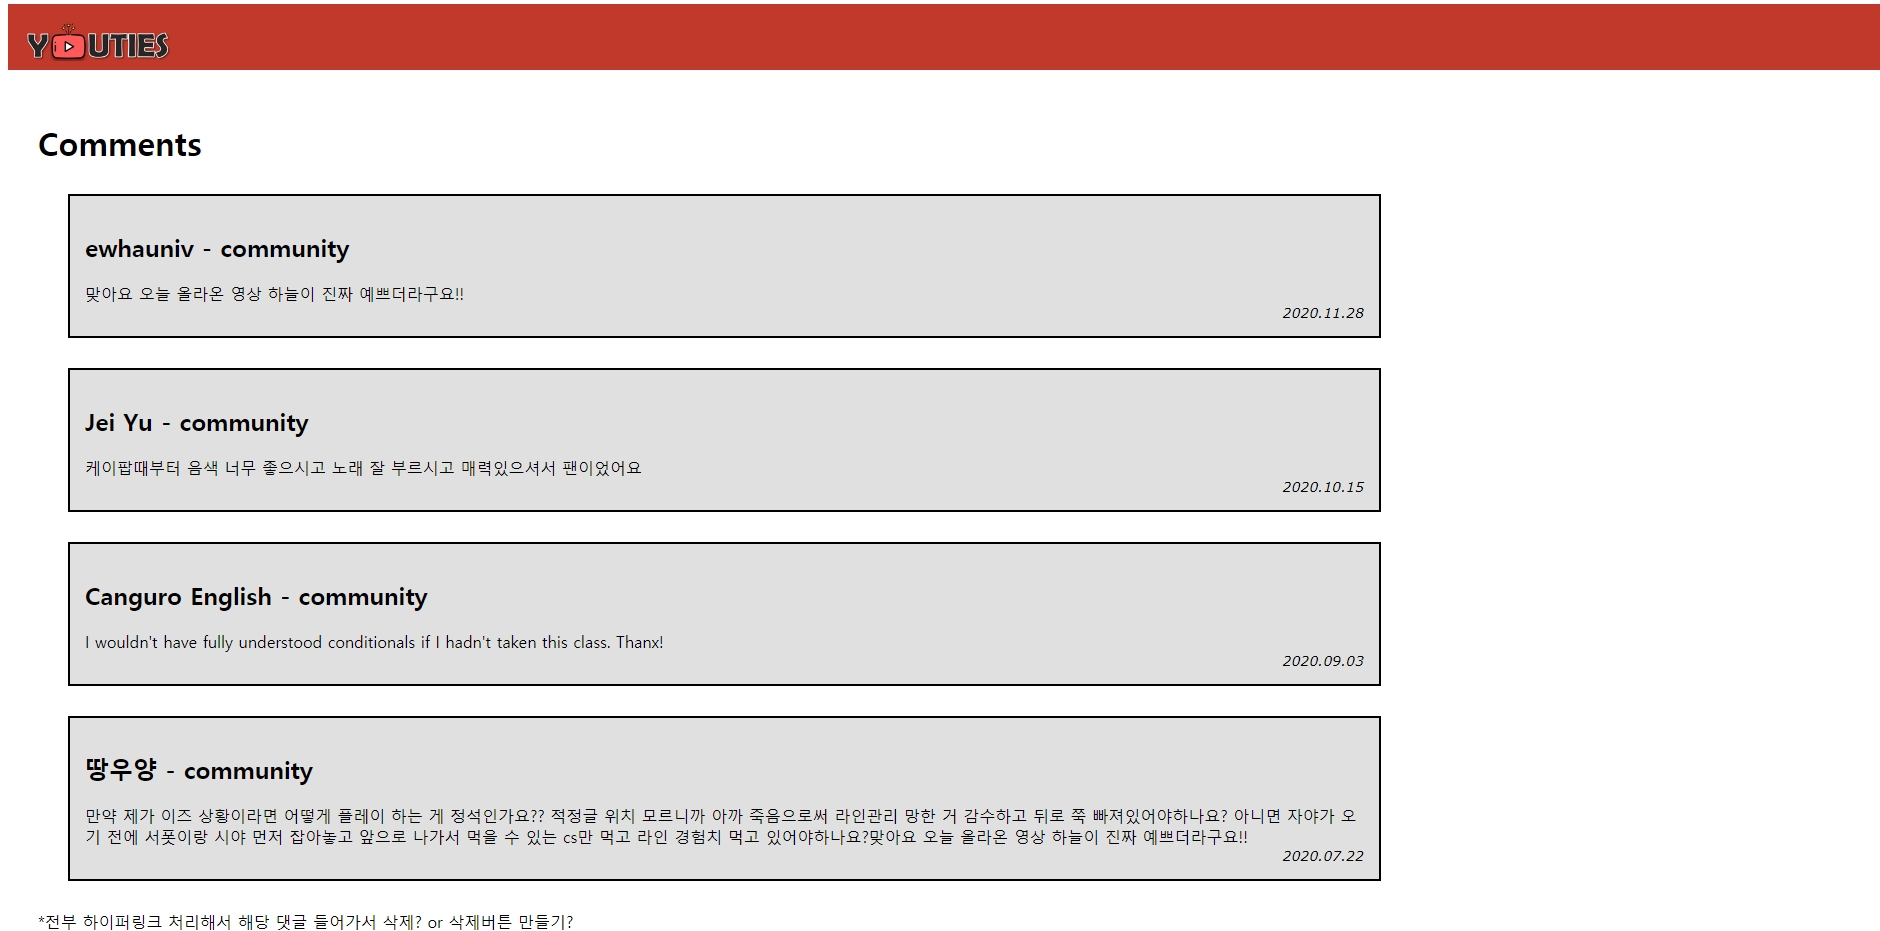 YOUTIES
Comments
ewhauniv - community
맞아요 오늘 올라온 영상 하늘이 진짜 예쁘더라구요!!
2020.11.28
Jei Yu - community
케이팝때부터 음색 너무 좋으시고 노래 잘 부르시고 매력있으셔서 팬이었어요
2020.10.15
Canguro English - community
I wouldn't have fully understood conditionals if I hadn't taken this class. Thanx!
2020.09.03
땅우양 - community
만약 제가 이즈 상황이라면 어떻게 플레이 하는 게 정석인가요?? 적정글 위치 모르니까 아까 죽음으로써 라인관리 망한 거 감수하고 뒤로 쭉 빠져있어야하나요? 아니면 자야가 오
기 전에 서폿이랑 시야 먼저 잡아놓고 앞으로 나가서 먹을 수 있는 cs만 먹고 라인 경험치 먹고 있어야하나요?맞아요 오늘 올라온 영상 하늘이 진짜 예쁘더라구요!!
2020.07.22
*전부 하이퍼링크 처리해서 해당 댓글 들어가서 삭제? or 삭제버튼 만들기?